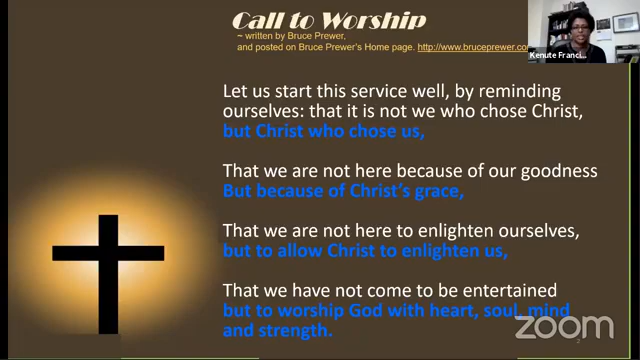 Call to Worship
~ written by Bruce Prewer,
and posted on Bruce Prewer's Home page. http://www.bruceprewer.com
Kenute Franci...
Let us start this service well, by reminding
ourselves: that it is not we who chose Christ,
but Christ who chose us,
That we are not here because of our goodness
But because of Christ's grace,
That we are not here to enlighten ourselves,
but to allow Christ to enlighten us,
That we have not come to be entertained
but to worship God with heart, soul, mind
and strength.
zoom
2